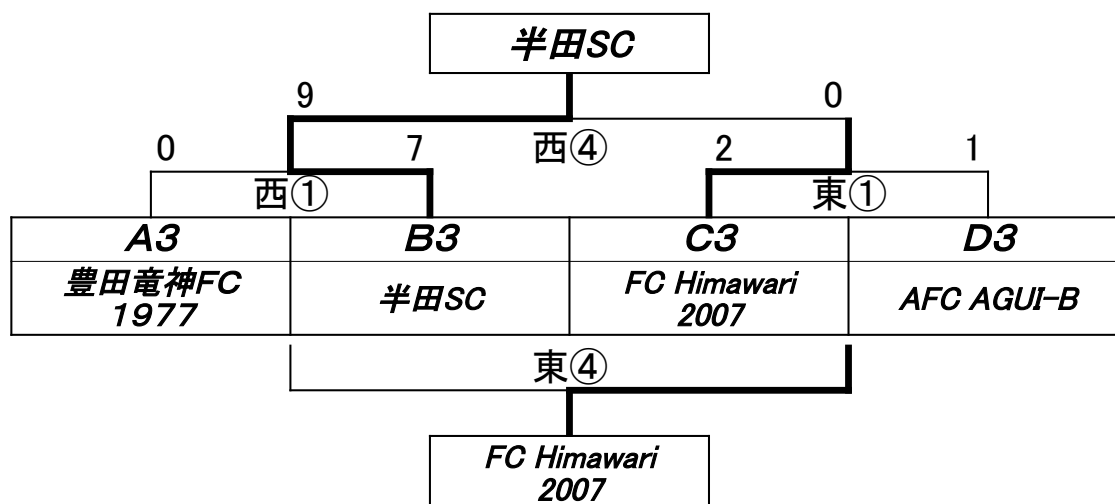 半田SC
9 0
0 7 西④ 2 1
西① 東①
A3 B3 C3 D3
豊田竜神FC
1977
半田SC
FC Himawari
2007
AFC AGUI-B
東④
FC Himawari
2007